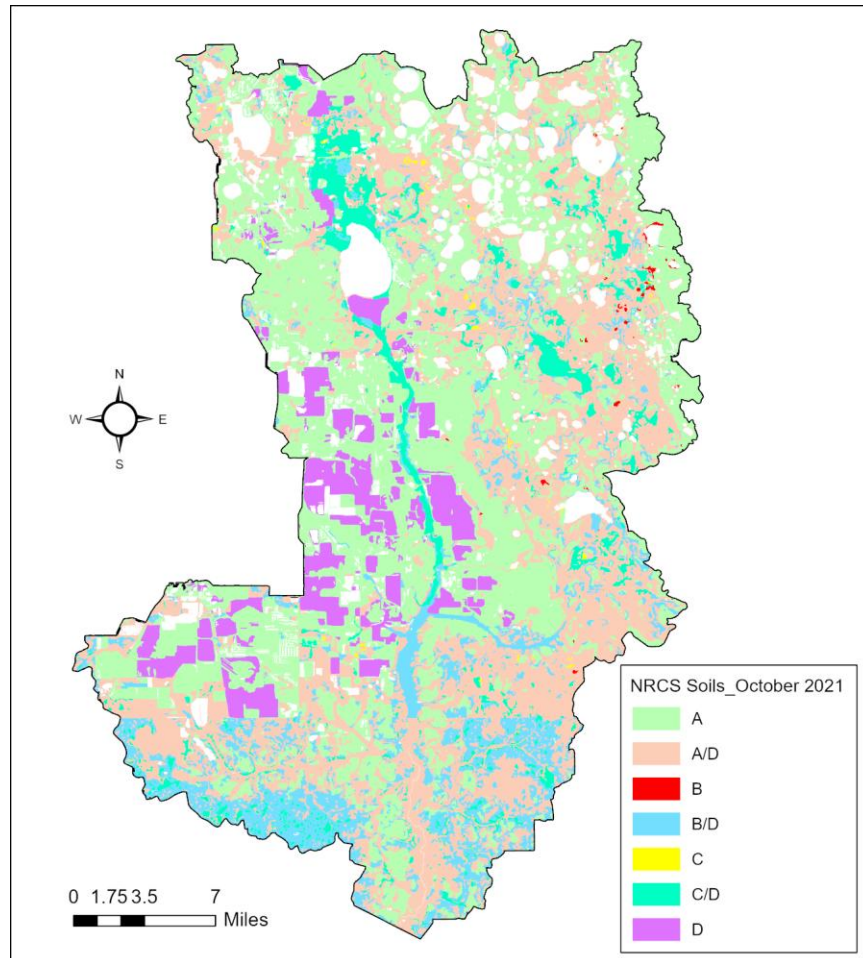 N
W E
S
NRCS Soils_October 2021
A
A/D
B
B/D
C
C/D
D
0 1.75 3.5 7
Miles